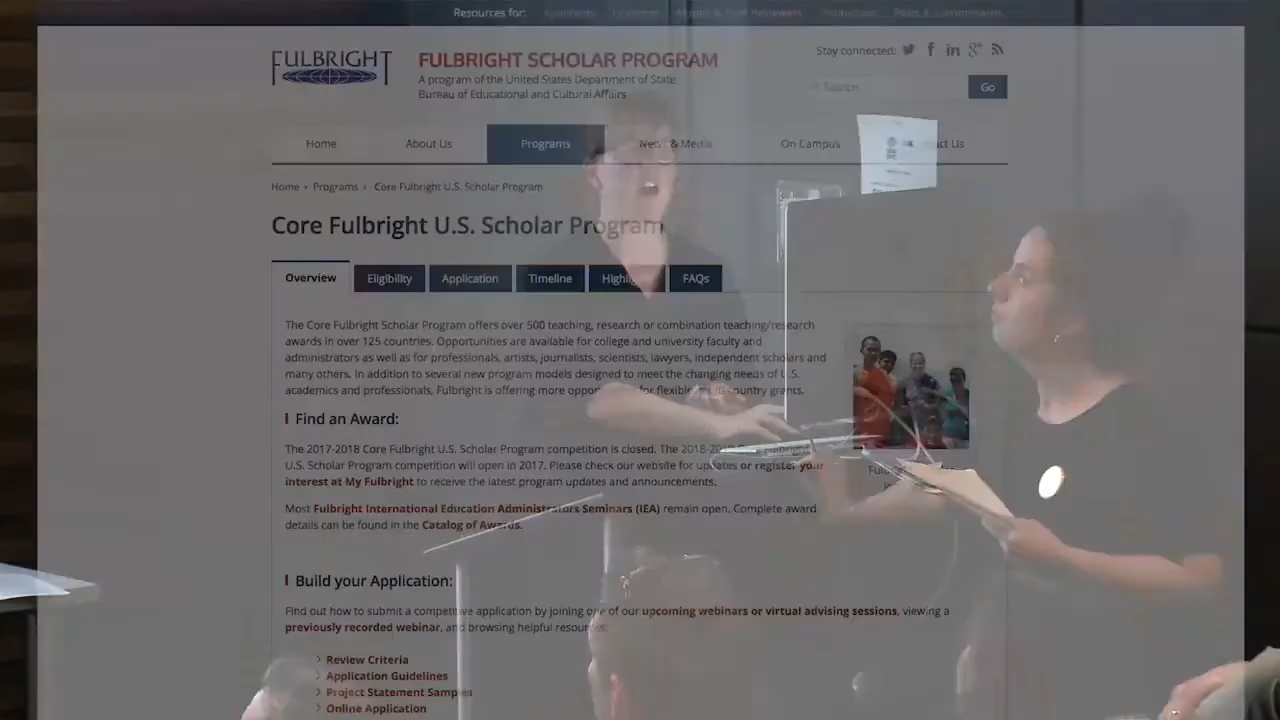 Resources for:
FULBRIGHT
FULBRIGHT SCHOLAR PROGRAM
A program of the United States Department of State
Bureau of Educational and Cultural Affairs
Stay connected:
Search
Go
Home About Us Programs News & Media On Campus
Home › Programs › Core Fulbright U.S. Scholar Program
Core Fulbright U.S. Scholar Program
Overview Eligibility Application Timeline FAQs
The Core Fulbright Scholar Program offers over 500 teaching, research or combination teaching/research
awards in over 125 countries. Opportunities are available for college and university faculty and
administrators as well as for professionals, artists, journalists, scientists, lawyers, independent scholars and
many others. In addition to several new program models designed to meet the changing needs of U.S.
academics and professionals, Fulbright is offering more for flexible country grants.
Find an Award:
The 2017-2018 Core Fulbright U.S. Scholar Program competition is closed. The
U.S. Scholar Program competition will open in 2017. Please check our website for updates or register your
interest at My Fulbright to receive the latest program updates and announcements.
Most Fulbright International Education Administrators Seminars (IEA) remain open. Complete award
details can be found in the Catalog of Awards.
Build your Application:
Find out how to submit a competitive application by joining one of our upcoming webinars or virtual advising sessions, viewing a
previously recorded webinar, and browsing helpful resources:
› Review Criteria
› Application Guidelines
› Project Statement Samples
› Online Application